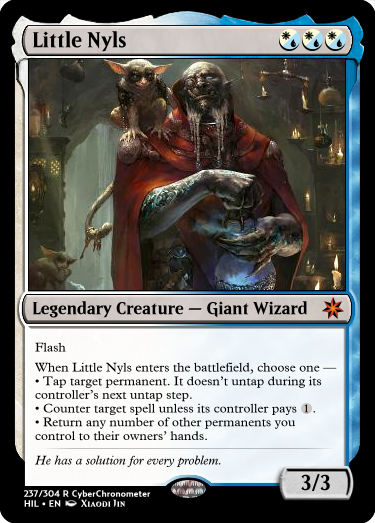 Little Nyls
Legendary Creature — Giant Wizard
Flash
When Little Nyls enters the battlefield, choose one —
• Tap target permanent. It doesn't untap during its
controller's next untap step.
• Counter target spell unless its controller pays 1.
• Return any number of other permanents you
control to their owners' hands.
He has a solution for every problem.
3/3
237/304 R CyberChronometer
HIL • EN Xiaodi Jin